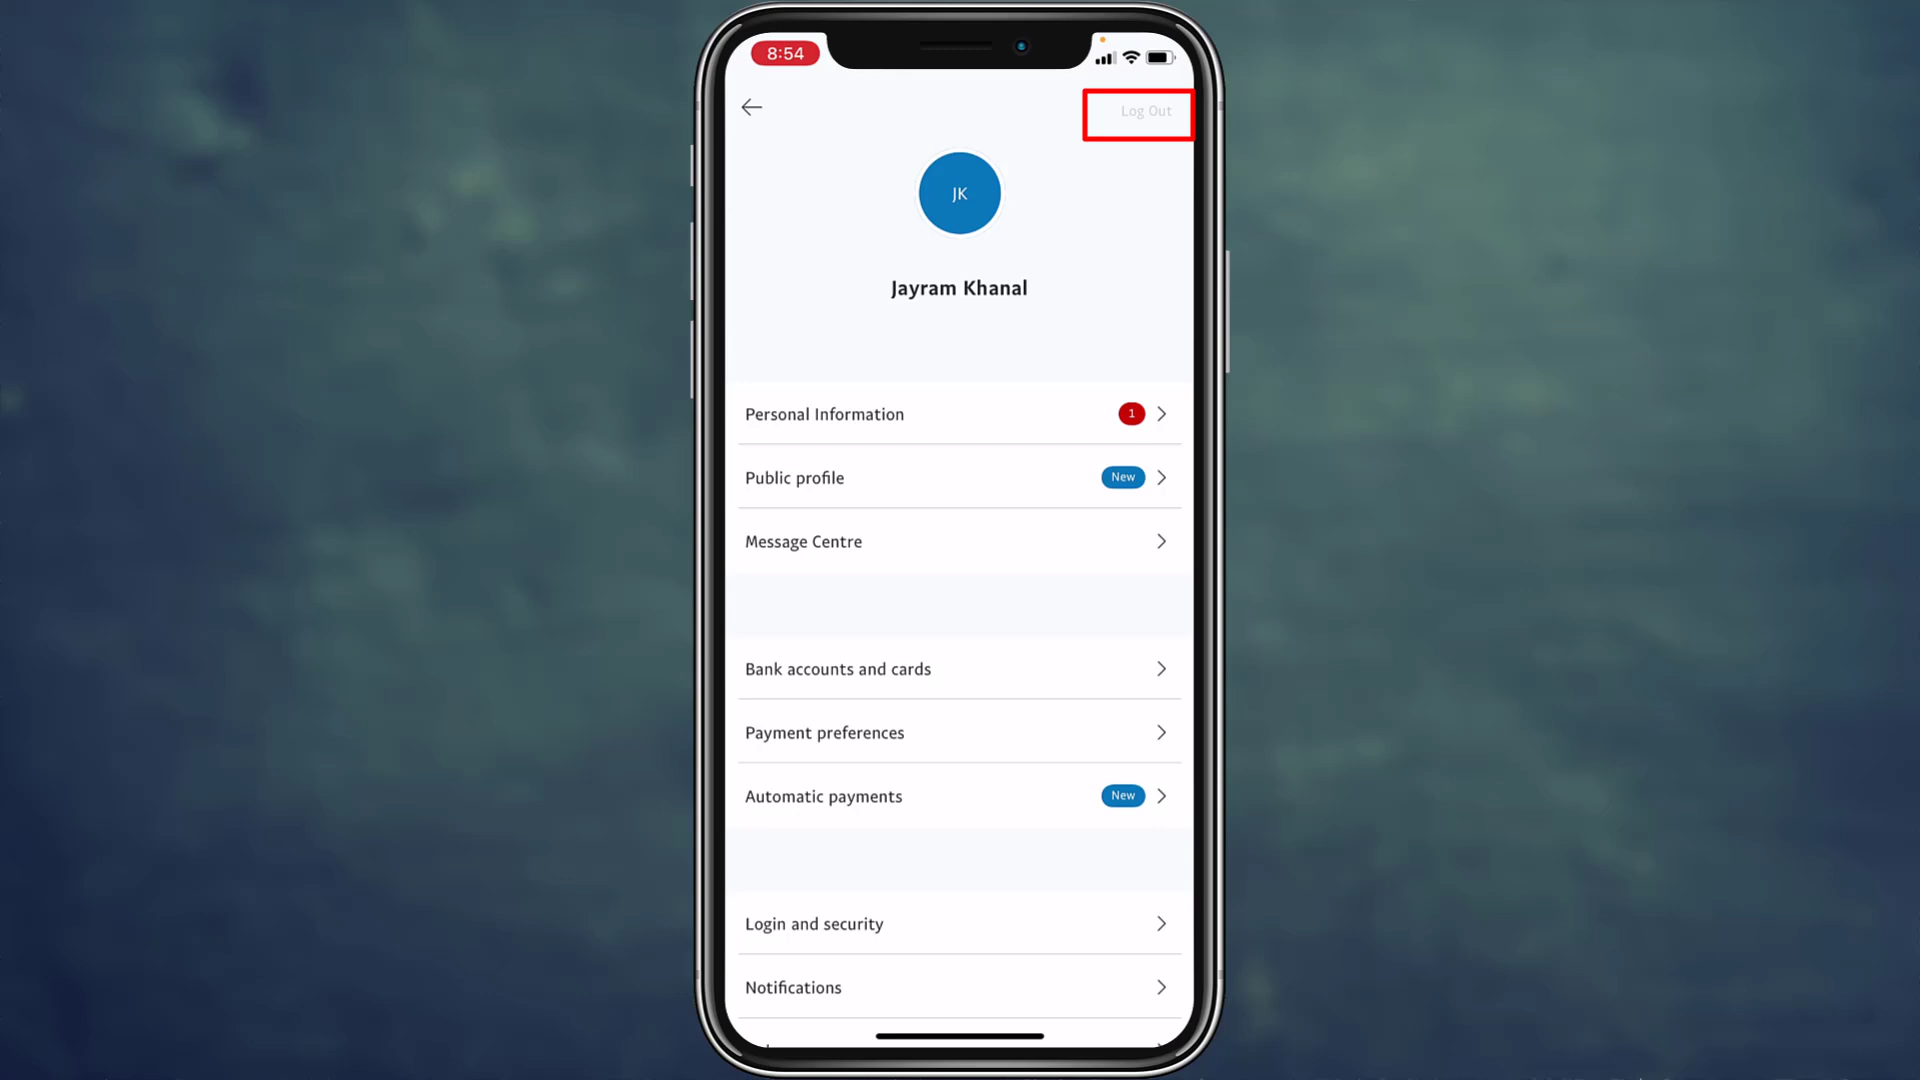 8:54
Log Out
JK
Jayram Khanal
Personal Information 1
Public profile New
Message Centre
Bank accounts and cards
Payment preferences
Automatic payments New
Login and security
Notifications